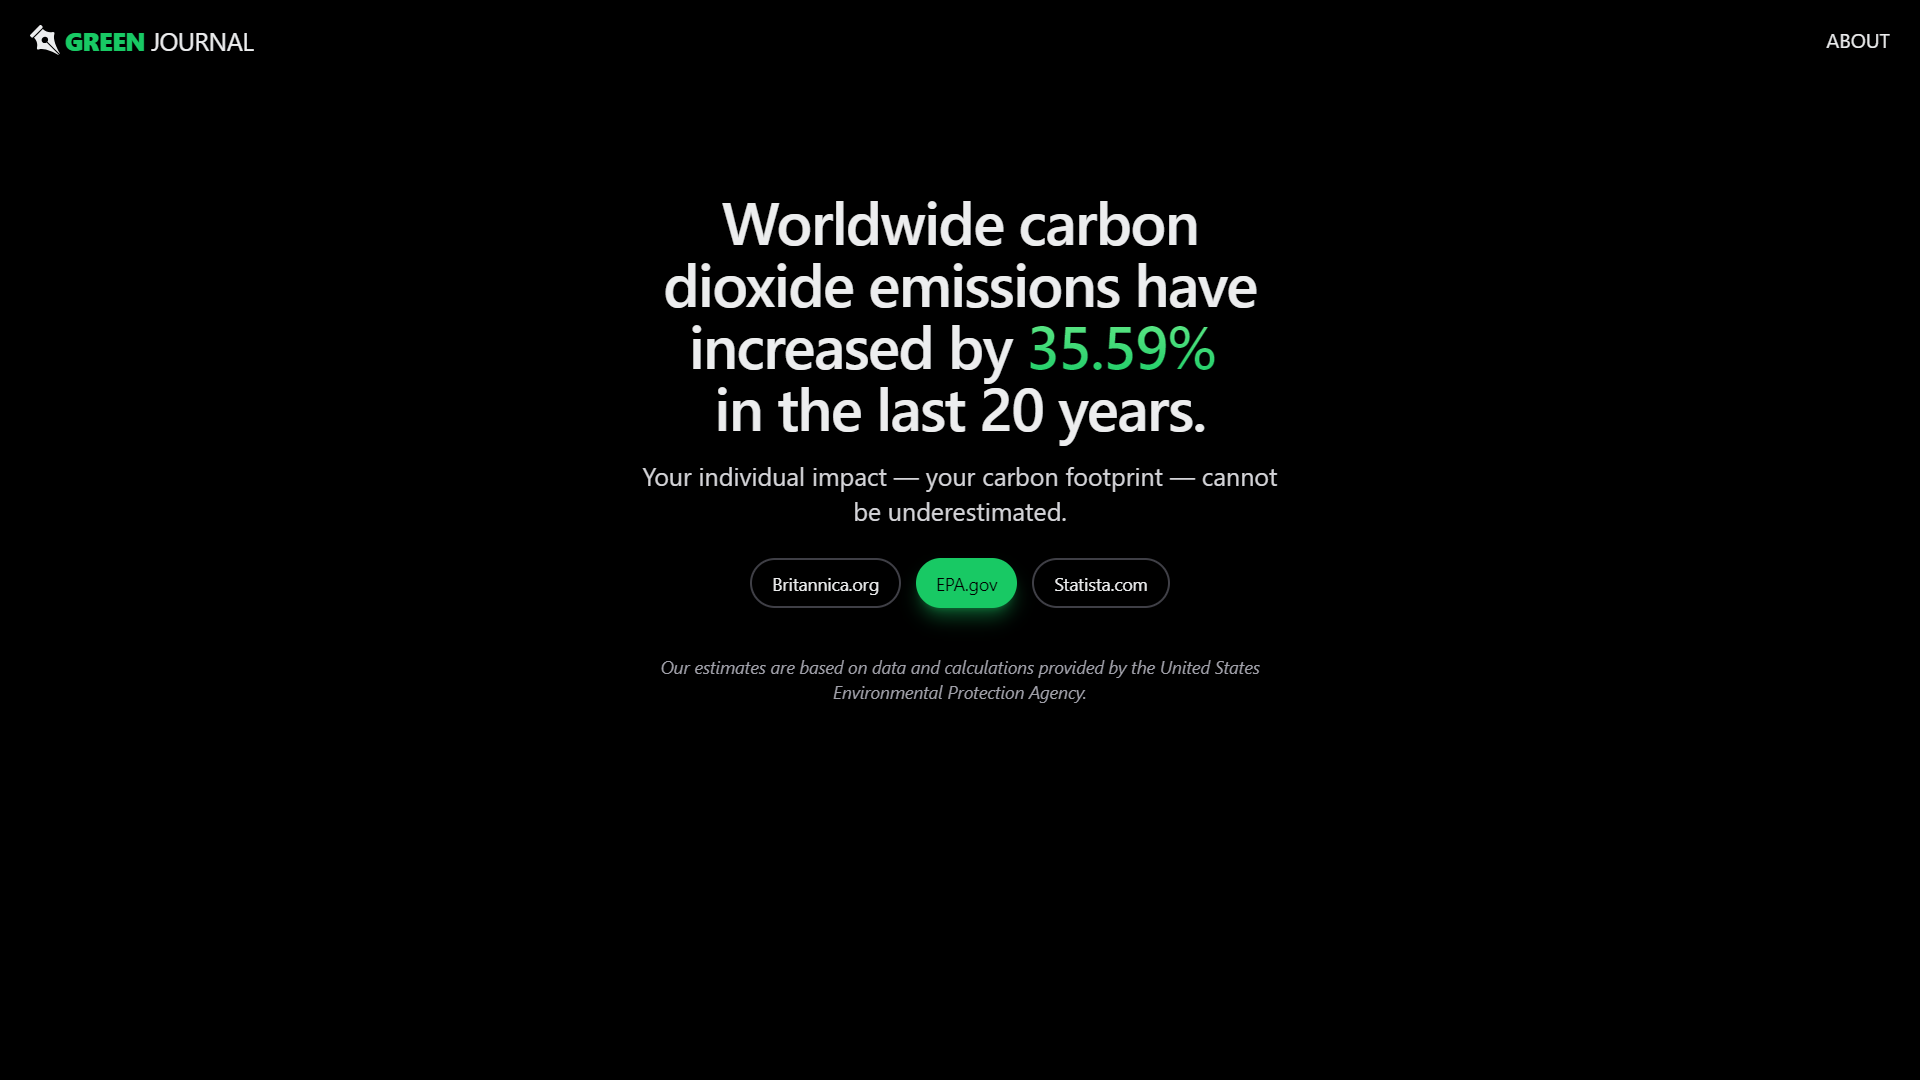 GREEN JOURNAL
ABOUT
Worldwide carbon
dioxide emissions have
increased by 35.59%
in the last 20 years.
Your individual impact — your carbon footprint — cannot
be underestimated.
Britannica.org
EPA.gov
Statista.com
Our estimates are based on data and calculations provided by the United States
Environmental Protection Agency.